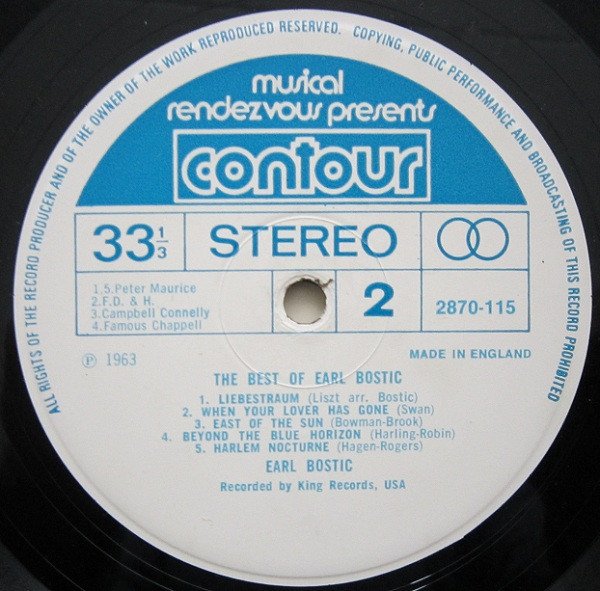 ALL RIGHTS OF THE RECORD PRODUCER AND OF THE OWNER OF THE WORK REPRODUCED RESERVED. COPYING, PUBLIC PERFORMANCE AND BROADCASTING OF THIS RECORD PROHIBITED
musical
rendezvous presents
contour
33 1/3
STEREO
1.5.Peter Maurice
2.F.D. & H.
3.Campbell Connelly
4.Famous Chappell
2
2870-115
℗ 1963
MADE IN ENGLAND
THE BEST OF EARL BOSTIC
1. LIEBESTRAUM (Liszt arr. Bostic)
2. WHEN YOUR LOVER HAS GONE (Swan)
3. EAST OF THE SUN (Bowman-Brook)
4. BEYOND THE BLUE HORIZON (Harling-Robin)
5. HARLEM NOCTURNE (Hagen-Rogers)
EARL BOSTIC
Recorded by King Records, USA